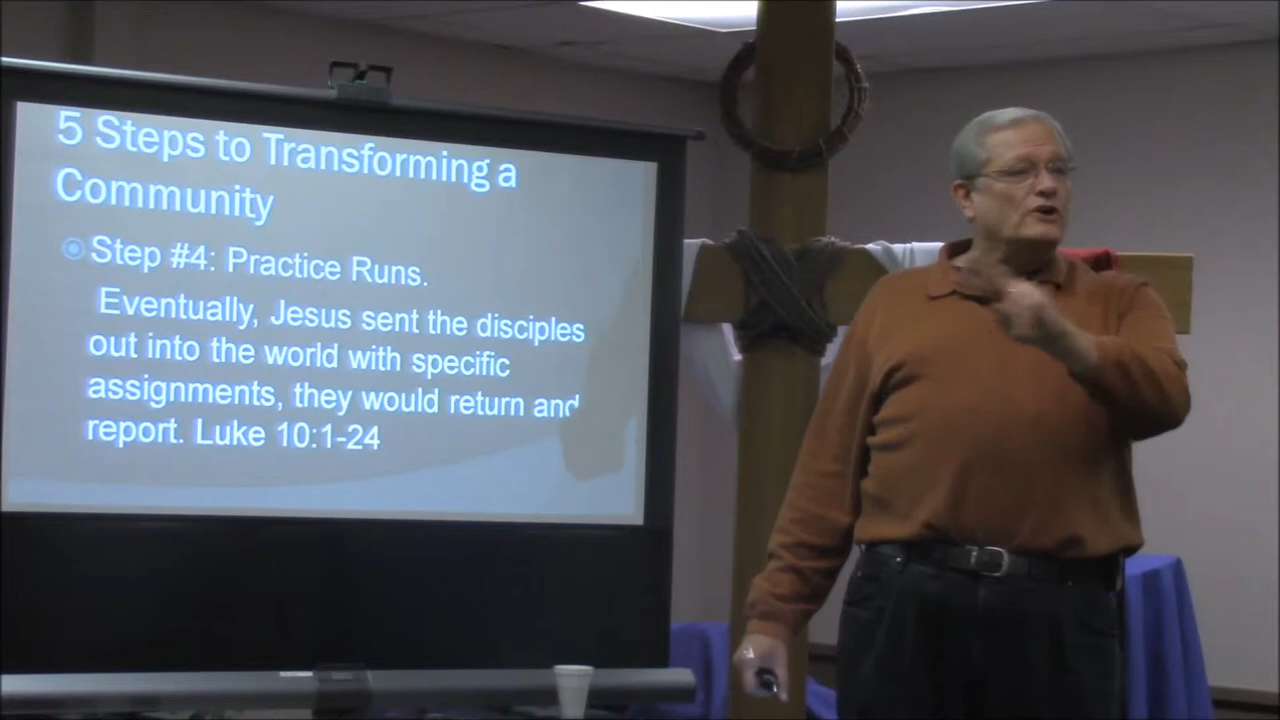 5 Steps to Transforming a
Community
Step #4: Practice Runs.
Eventually, Jesus sent the disciples
out into the world with specific
assignments, they would return and
report. Luke 10:1-24